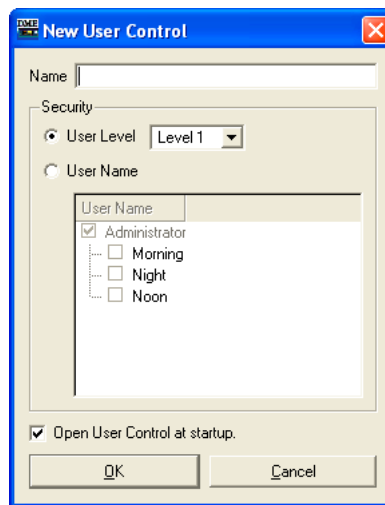 DME New User Control
Name
Security
User Level Level 1
User Name
User Name
Administrator
Morning
Night
Noon
Open User Control at startup.
OK Cancel